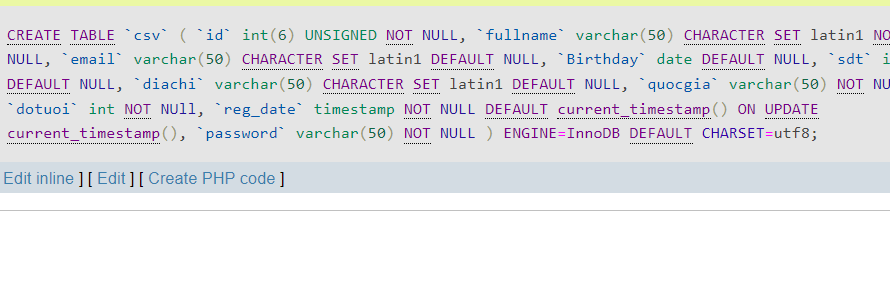 CREATE TABLE `csv` ( `id` int(6) UNSIGNED NOT NULL, `fullname` varchar(50) CHARACTER SET latin1 NO
NULL, `email` varchar(50) CHARACTER SET latin1 DEFAULT NULL, `Birthday` date DEFAULT NULL, `sdt` i
DEFAULT NULL, `diachi` varchar(50) CHARACTER SET latin1 DEFAULT NULL, `quocgia` varchar(50) NOT NU
`dotuoi` int NOT NUll, `reg_date` timestamp NOT NULL DEFAULT current_timestamp() ON UPDATE
current_timestamp(), `password` varchar(50) NOT NULL ) ENGINE=InnoDB DEFAULT CHARSET=utf8;
Edit inline ] [ Edit ] [ Create PHP code ]